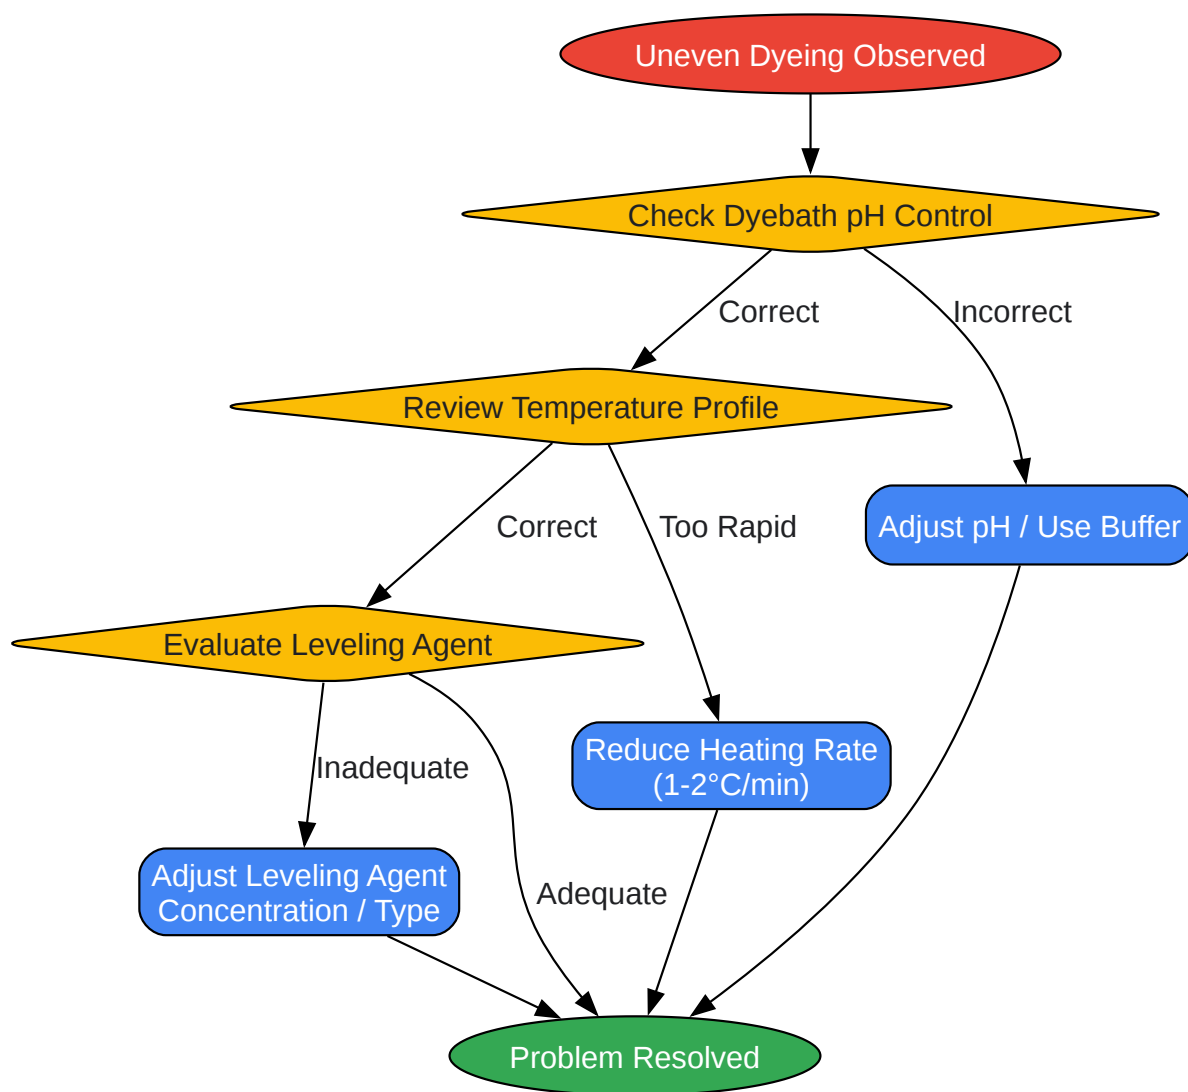 Uneven Dyeing Observed
Check Dyebath pH Control
Correct
Incorrect
Review Temperature Profile
Correct
Too Rapid
Adjust pH / Use Buffer
Evaluate Leveling Agent
Inadequate
Reduce Heating Rate
(1-2°C/min)
Adjust Leveling Agent
Concentration / Type
Adequate
Problem Resolved